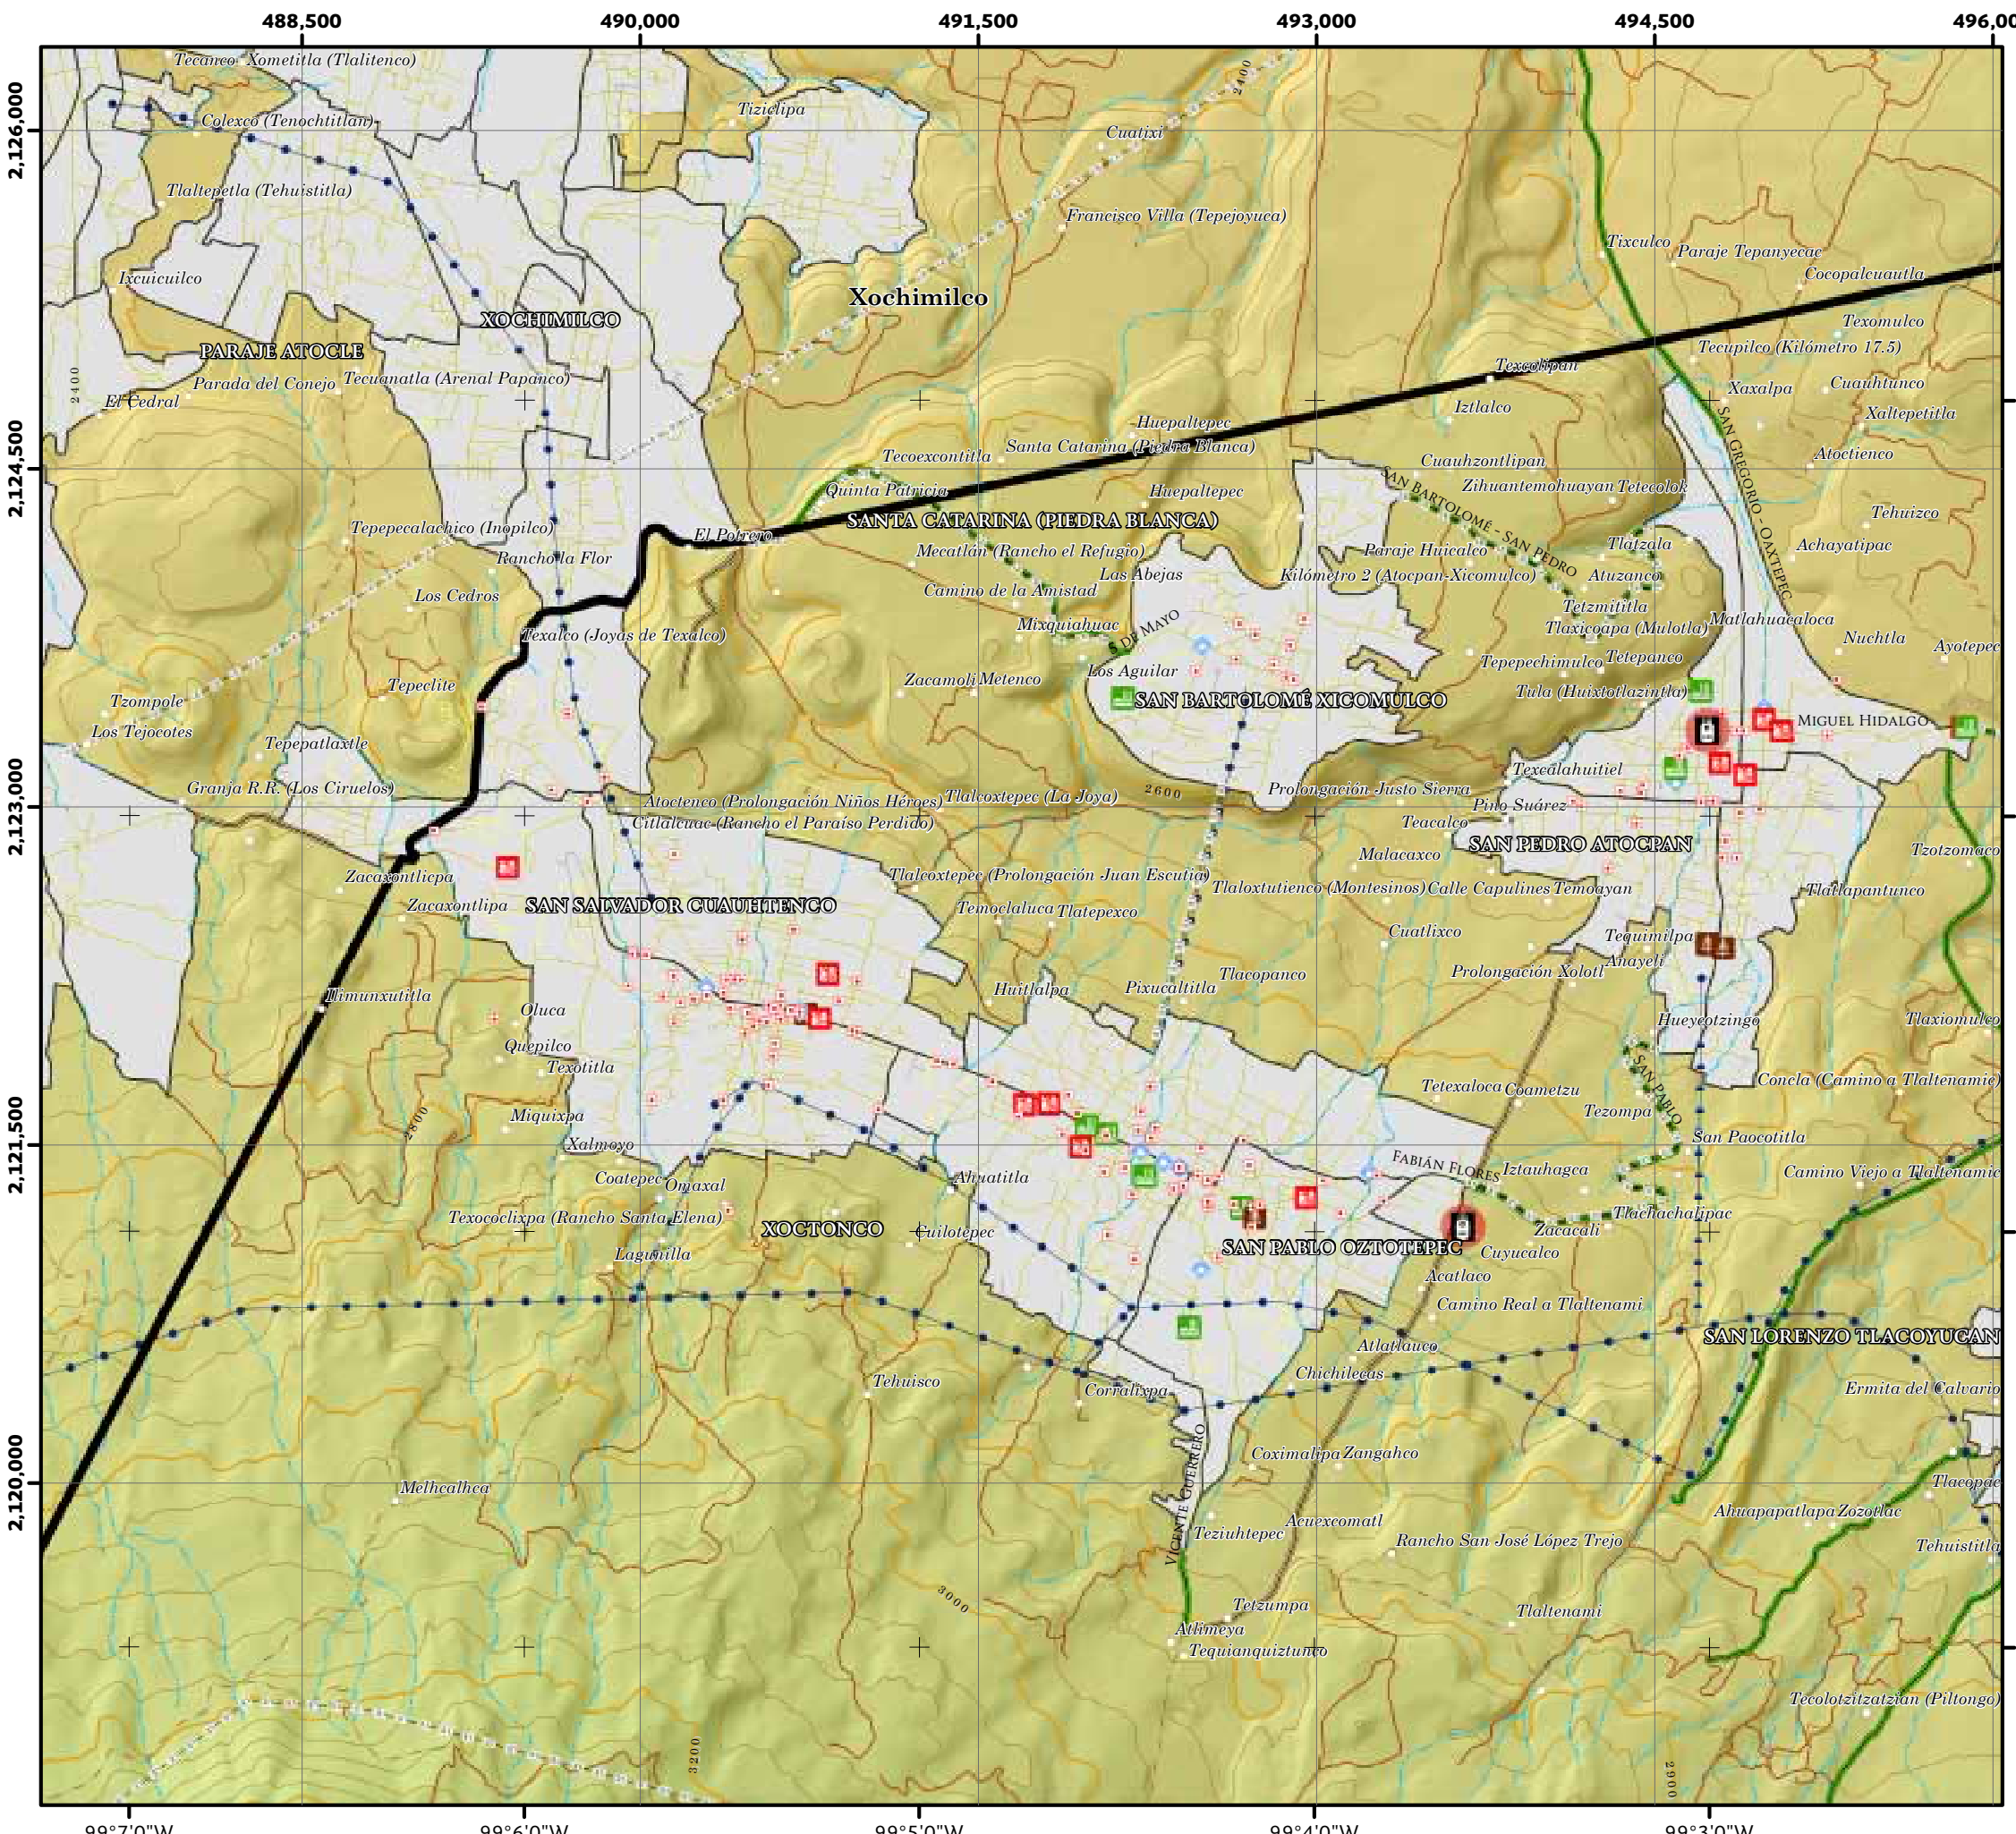 488,500 490,000 491,500 493,000 494,500 496,00
Tecanco Xometitla (Tlalitenco)
2400
Tiziclipa
2,126,000
Colexco (Tenochtitlan)
Cuatixi
Tlaltepetla (Tehuistitla)
Francisco Villa (Tepejoyuca)
Tixculco
Paraje Tepanyecac
Cocopalcuautla
Ixcuicuilco
Xochimilco
XOCHIMILCO
Texomulco
Tecupilco (Kilómetro 17.5)
PARAJE ATOCLE
Texcolipan
2400
Parada del Conejo
Tecuanatla (Arenal Papanco)
Xaxalpa
Cuauhtunco
El Cedral
Iztlalco
Xaltepetitla
Huepaltepec
Santa Catarina (Piedra Blanca)
SAN GREGORIO - OAXTEPEC
2,124,500
Tecoexcontitla
Cuauhzontlipan
Atoctienco
Quinta Patricia
Huepaltepec
SAN BARTOLOMÉ - SAN PEDRO
Zihuantemohuayan
Tetecolok
SANTA CATARINA (PIEDRA BLANCA)
Tehuizco
Tepepecalachico (Inopilco)
El Potrero
Rancho la Flor
Mecatlán (Rancho el Refugio)
Paraje Huicalco
Tlatzala
Achayatipac
Las Abejas
Kilómetro 2 (Atocpan-Xicomulco)
Atuzanco
Los Cedros
Camino de la Amistad
Tetzmititla
Mixquiahuac
5 DE MAYO
Tlaxicoapa (Mulotla)
Matlahuacaloca
Texalco (Joyas de Texalco)
Nuchtla
Ayotepec
Tepepechimulco
Tetepanco
Tepeclite
Zacamoli
Metenco
Los Aguilar
Tula (Huixtotlazintla)
Tzompole
SAN BARTOLOMÉ XICOMULCO
MIGUEL HIDALGO
Los Tejocotes
Tepepatlaxtle
Texcalahuitiel
2,123,000
Granja R.R. (Los Ciruelos)
Atoctenco (Prolongación Niños Héroes)
Tlalcoxtepec (La Joya)
2600
Prolongación Justo Sierra
Pino Suárez
Citlalcuac (Rancho el Paraíso Perdido)
Teacalco
SAN PEDRO ATOCPAN
Malacaxco
Tzotzomaco
Zacaxontlicpa
Tlalcoxtepec (Prolongación Juan Escutia)
Tlaloxtutienco (Montesinos)
Calle Capulines
Temoayan
Tlatlapantunco
Zacaxontlipa
SAN SALVADOR CUAUHTENCO
Temoclaluca
Tlatepexco
Cuatlixco
Tequimilpa
Anayeli
Tlacopanco
Prolongación Xolotl
Ilimunxutitla
Huitlalpa
Pixucaltitla
Oluca
Hueycotzingo
Tlaxiomulco
Quepilco
Texotitla
SAN PABLO
Tetexaloca
Coametzu
Concla (Camino a Tlaltenamic)
2800
Miquixpa
Tezompa
Xalmoyo
San Paocotitla
2,121,500
Coatepec
Omaxal
Ahuatitla
FABIÁN FLORES
Iztauhagca
Camino Viejo a Tlaltenamic
Texococlixpa (Rancho Santa Elena)
XOCTONCO
Cuilotepec
Tlachachalipac
Zacacali
Lagunilla
SAN PABLO OZTOTEPEC
Cuyucalco
Acatlaco
Camino Real a Tlaltenami
Atlatlauco
SAN LORENZO TLACOYUCAN
Chichilecas
Tehuisco
Corralixpa
Ermita del Calvario
VICENTE GUERRERO
Coximalipa
Zangahco
2,120,000
Melhcalhca
Tlacopac
Acuexcomatl
Ahuapapatlapa
Zozotlac
Teziuhtepec
Rancho San José López Trejo
Tehuistitla
3000
Tetzumpa
Tlaltenami
Atlimeya
Tequianquiztunco
Tecolotzitzatzian (Piltongo)
3200
2900
99°7'0"W 99°6'0"W 99°5'0"W 99°4'0"W 99°3'0"W